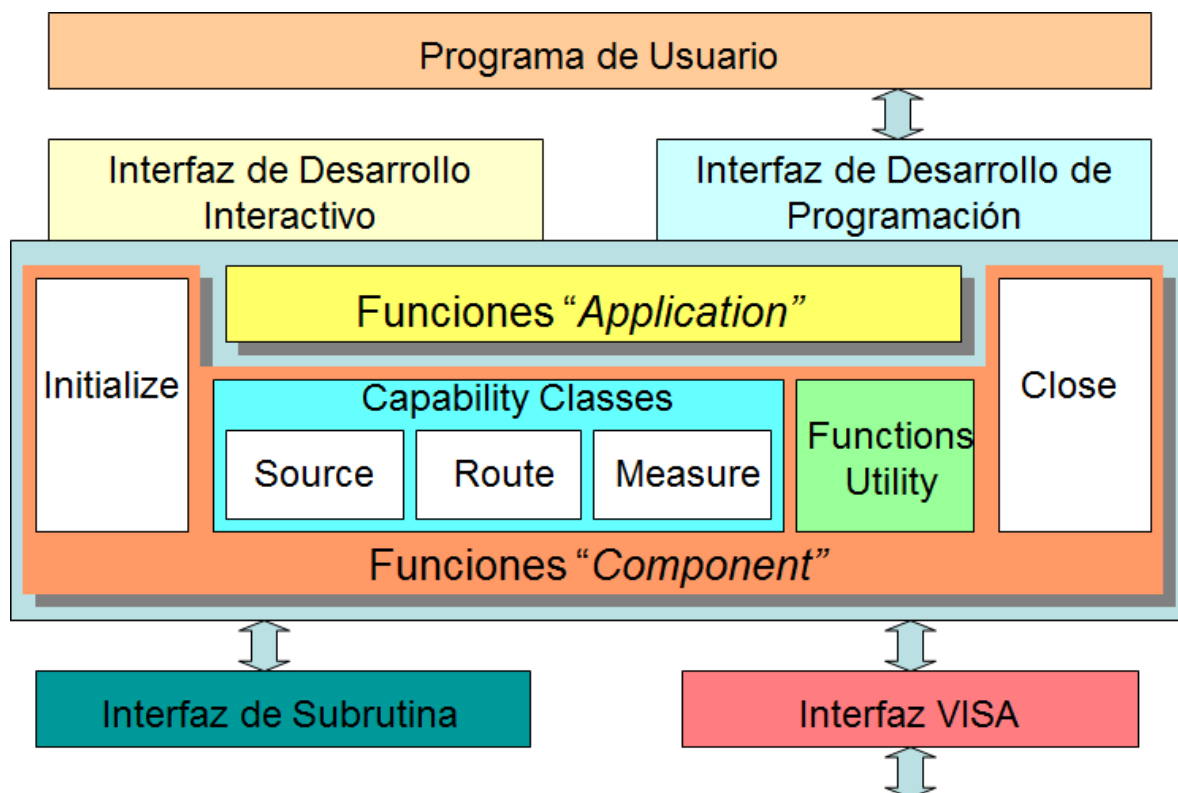 Programa de Usuario
Interfaz de Desarrollo
Interactivo
Interfaz de Desarrollo de
Programación
Funciones “Application”
Initialize
Capability Classes
Source
Route
Measure
Functions
Utility
Close
Funciones “Component”
Interfaz de Subrutina
Interfaz VISA